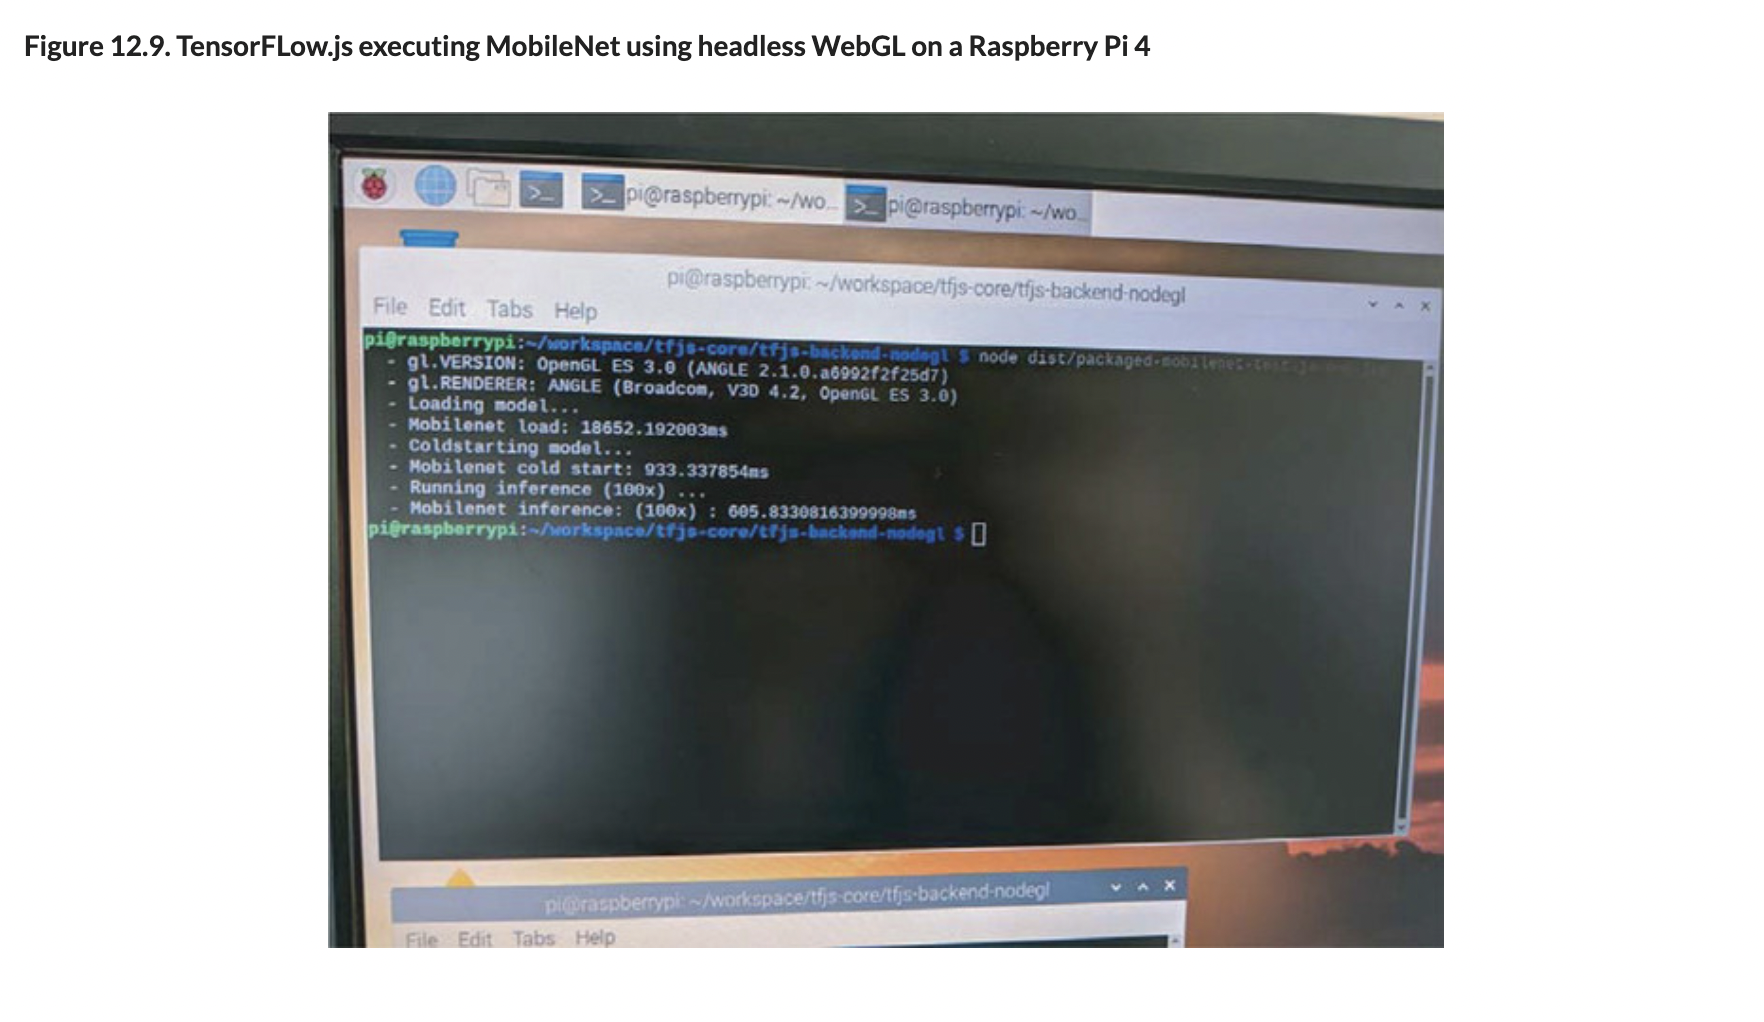 Figure 12.9. TensorFLow.js executing MobileNet using headless WebGL on a Raspberry Pi 4
pi@raspberrypi: ~/wo... pi@raspberrypi: ~/wo...
pi@raspberrypi: ~/workspace/tfjs-core/tfjs-backend-nodegl
File Edit Tabs Help
pi@raspberrypi:~/workspace/tfjs-core/tfjs-backend-nodegl $ node
- gl.VERSION: OpenGL ES 3.0 (ANGLE 2.1.0.a6992f2f25d7)
- gl.RENDERER: ANGLE (Broadcom, V3D 4.2, OpenGL ES 3.0)
- Loading model...
- Mobilenet load: 18652.192003ms
- Coldstarting model...
- Mobilenet cold start: 933.337854ms
- Running inference (100x) ...
- Mobilenet inference: (100x) : 605.8330816399998ms
pi@raspberrypi:~/workspace/tfjs-core/tfjs-backend-nodegl $
pi@raspberrypi: ~/workspace/tfjs-core/tfjs-backend-nodegl
File Edit Tabs Help